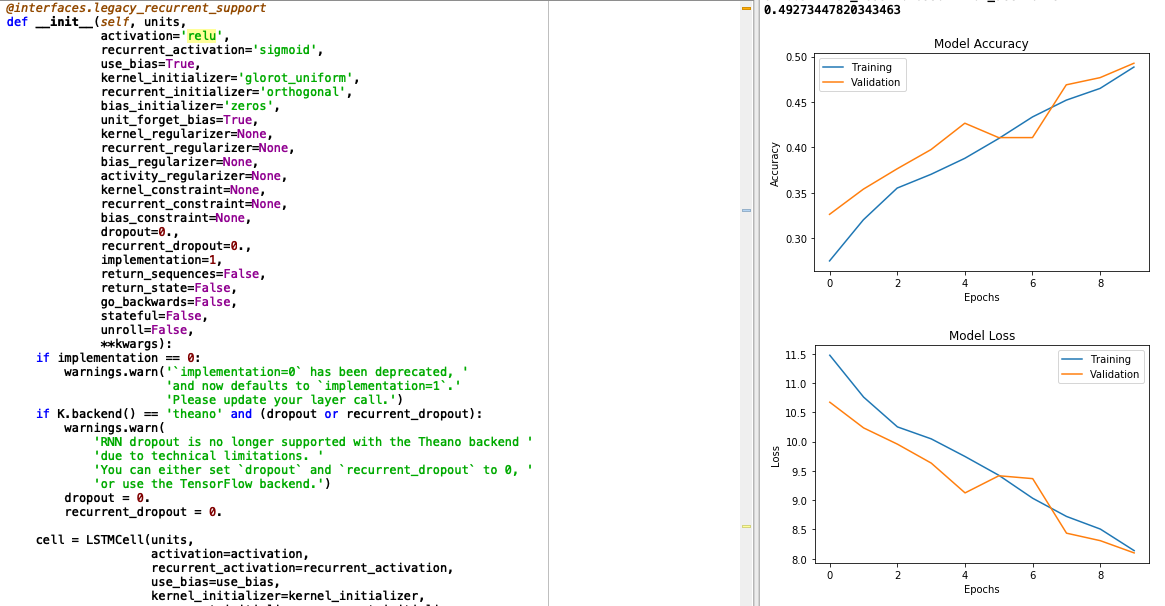 @interfaces.legacy_recurrent_support
def __init__(self, units,
activation='relu',
recurrent_activation='sigmoid',
use_bias=True,
kernel_initializer='glorot_uniform',
recurrent_initializer='orthogonal',
bias_initializer='zeros',
unit_forget_bias=True,
kernel_regularizer=None,
recurrent_regularizer=None,
bias_regularizer=None,
activity_regularizer=None,
kernel_constraint=None,
recurrent_constraint=None,
bias_constraint=None,
dropout=0.,
recurrent_dropout=0.,
implementation=1,
return_sequences=False,
return_state=False,
go_backwards=False,
stateful=False,
unroll=False,
**kwargs):
if implementation == 0:
warnings.warn('`implementation=0` has been deprecated, '
'and now defaults to `implementation=1`.'
'Please update your layer call.')
if K.backend() == 'theano' and (dropout or recurrent_dropout):
warnings.warn(
'RNN dropout is no longer supported with the Theano backend '
'due to technical limitations. '
'You can either set `dropout` and `recurrent_dropout` to 0, '
'or use the TensorFlow backend.')
dropout = 0.
recurrent_dropout = 0.
cell = LSTMCell(units,
activation=activation,
recurrent_activation=recurrent_activation,
use_bias=use_bias,
kernel_initializer=kernel_initializer,
0.49273447820343463
Model Accuracy
0.50
0.45
0.40
0.35
0.30
Accuracy
Training
Validation
0 2 4 6 8
Epochs
Model Loss
11.5
11.0
10.5
10.0
9.5
9.0
8.5
8.0
Loss
Training
Validation
0 2 4 6 8
Epochs